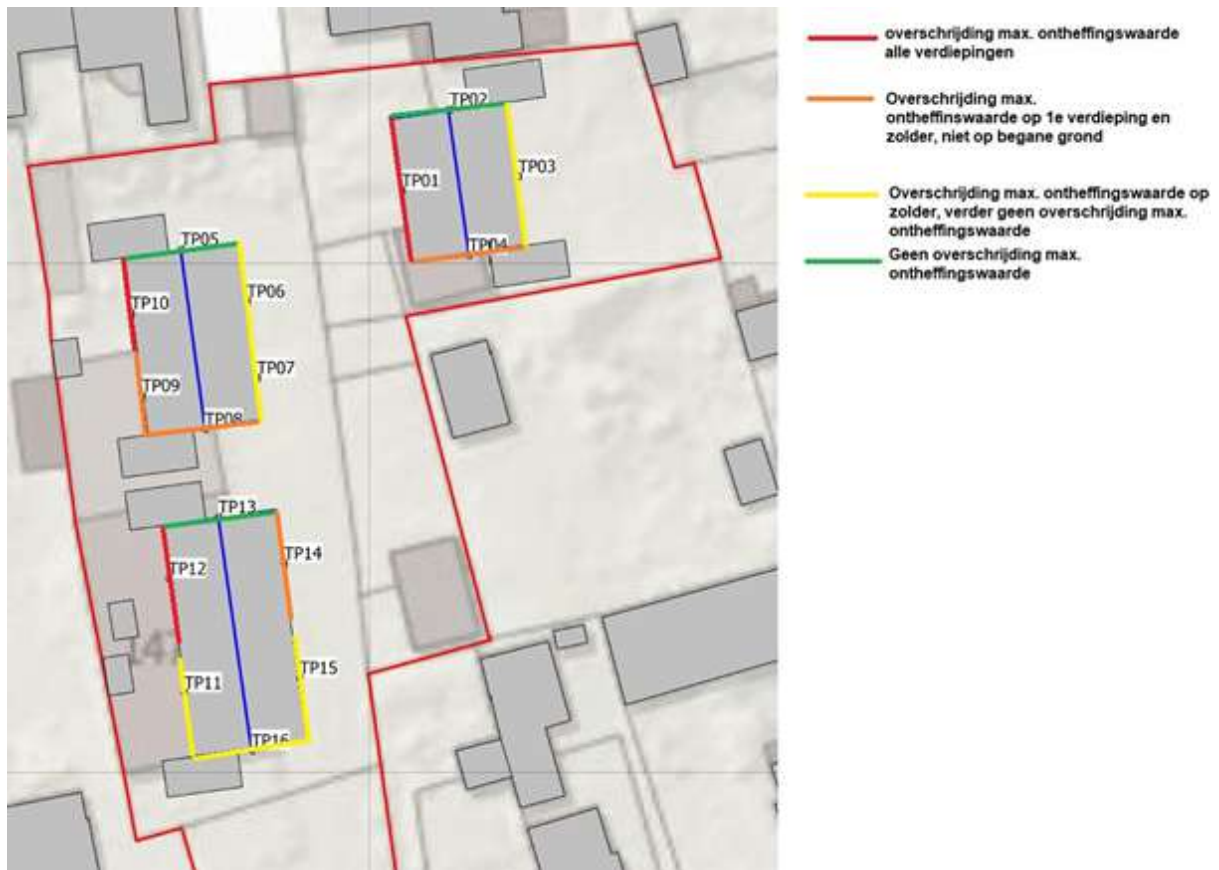 overschrijding max. ontheffingswaarde
alle verdiepingen
Overschrijding max.
ontheffinswaarde op 1e verdieping en
zolder, niet op begane grond
Overschrijding max. ontheffingswaarde op
zolder, verder geen overschrijding max.
ontheffingswaarde
Geen overschrijding max.
ontheffingswaarde
TP02
TP01
TP03
TP04
TP05
TP10
TP06
TP09
TP07
TP08
TP13
TP12
TP14
TP11
TP15
TP16